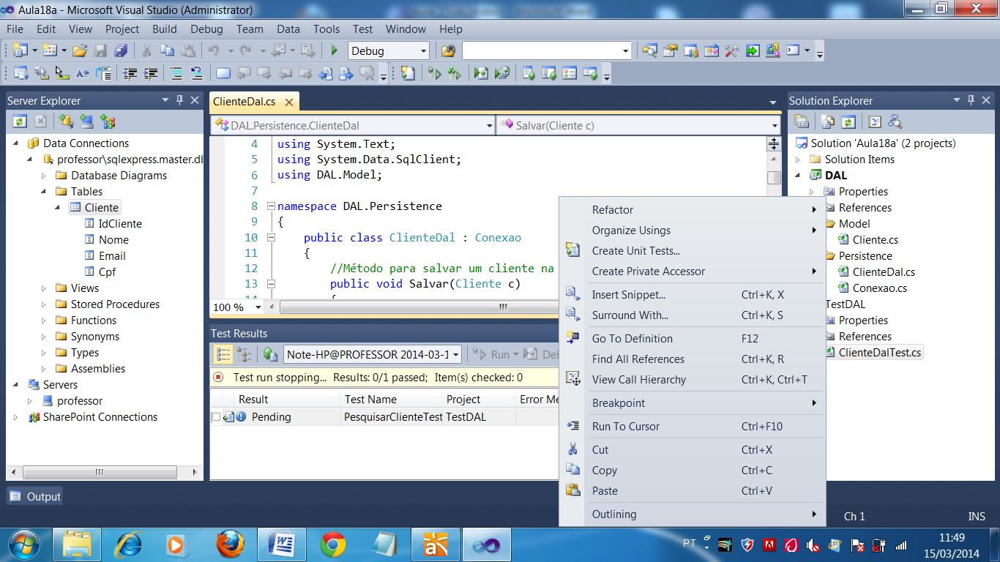 Aula18a - Microsoft Visual Studio (Administrator)
File Edit View Project Build Debug Team Data Tools Test Window Help
Debug
Server Explorer
Data Connections
professor\sqlexpress.master.db
Database Diagrams
Tables
Cliente
IdCliente
Nome
Email
Cpf
Views
Stored Procedures
Functions
Synonyms
Types
Assemblies
Servers
professor
SharePoint Connections
Output
ClienteDal.cs
DAL.Persistence.ClienteDal
Salvar(Cliente c)
4 using System.Text;
5 using System.Data.SqlClient;
6 using DAL.Model;
7
8 namespace DAL.Persistence
9 {
10 public class ClienteDal : Conexao
11 {
12 //Método para salvar um cliente na
13 public void Salvar(Cliente c)
14 {
100 %
Test Results
Note-HP@PROFESSOR 2014-03-1 Run
Test run stopping... Results: 0/1 passed; Item(s) checked: 0
Result Test Name Project Error
Pending PesquisarClienteTest TestDAL
Refactor
Organize Usings
Create Unit Tests...
Create Private Accessor
Insert Snippet... Ctrl+K, X
Surround With... Ctrl+K, S
Go To Definition F12
Find All References Ctrl+K, R
View Call Hierarchy Ctrl+K, Ctrl+T
Breakpoint
Run To Cursor Ctrl+F10
Cut Ctrl+X
Copy Ctrl+C
Paste Ctrl+V
Outlining
Solution Explorer
Solution 'Aula18a' (2 projects)
Solution Items
DAL
Properties
References
Model
Cliente.cs
Persistence
ClienteDal.cs
Conexao.cs
TestDAL
Properties
References
ClienteDalTest.cs
Ch 1 INS
PT
11:49
15/03/2014